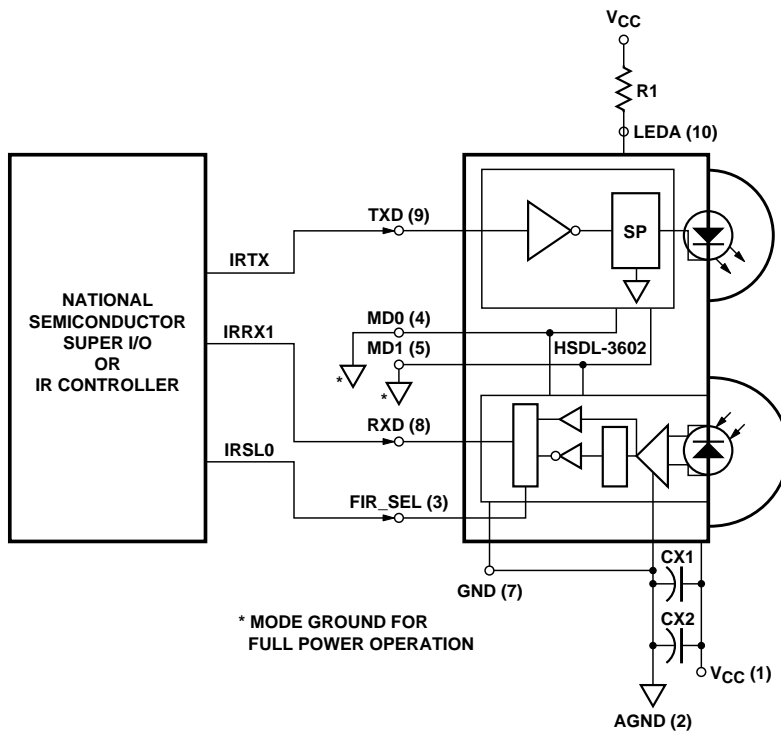 VCC
R1
LEDA (10)
TXD (9)
SP
IRTX
NATIONAL
SEMICONDUCTOR
SUPER I/O
OR
IR CONTROLLER
MD0 (4)
*
MD1 (5)
*
HSDL-3602
IRRX1
RXD (8)
IRSL0
FIR_SEL (3)
GND (7)
CX1
CX2
* MODE GROUND FOR
FULL POWER OPERATION
VCC (1)
AGND (2)